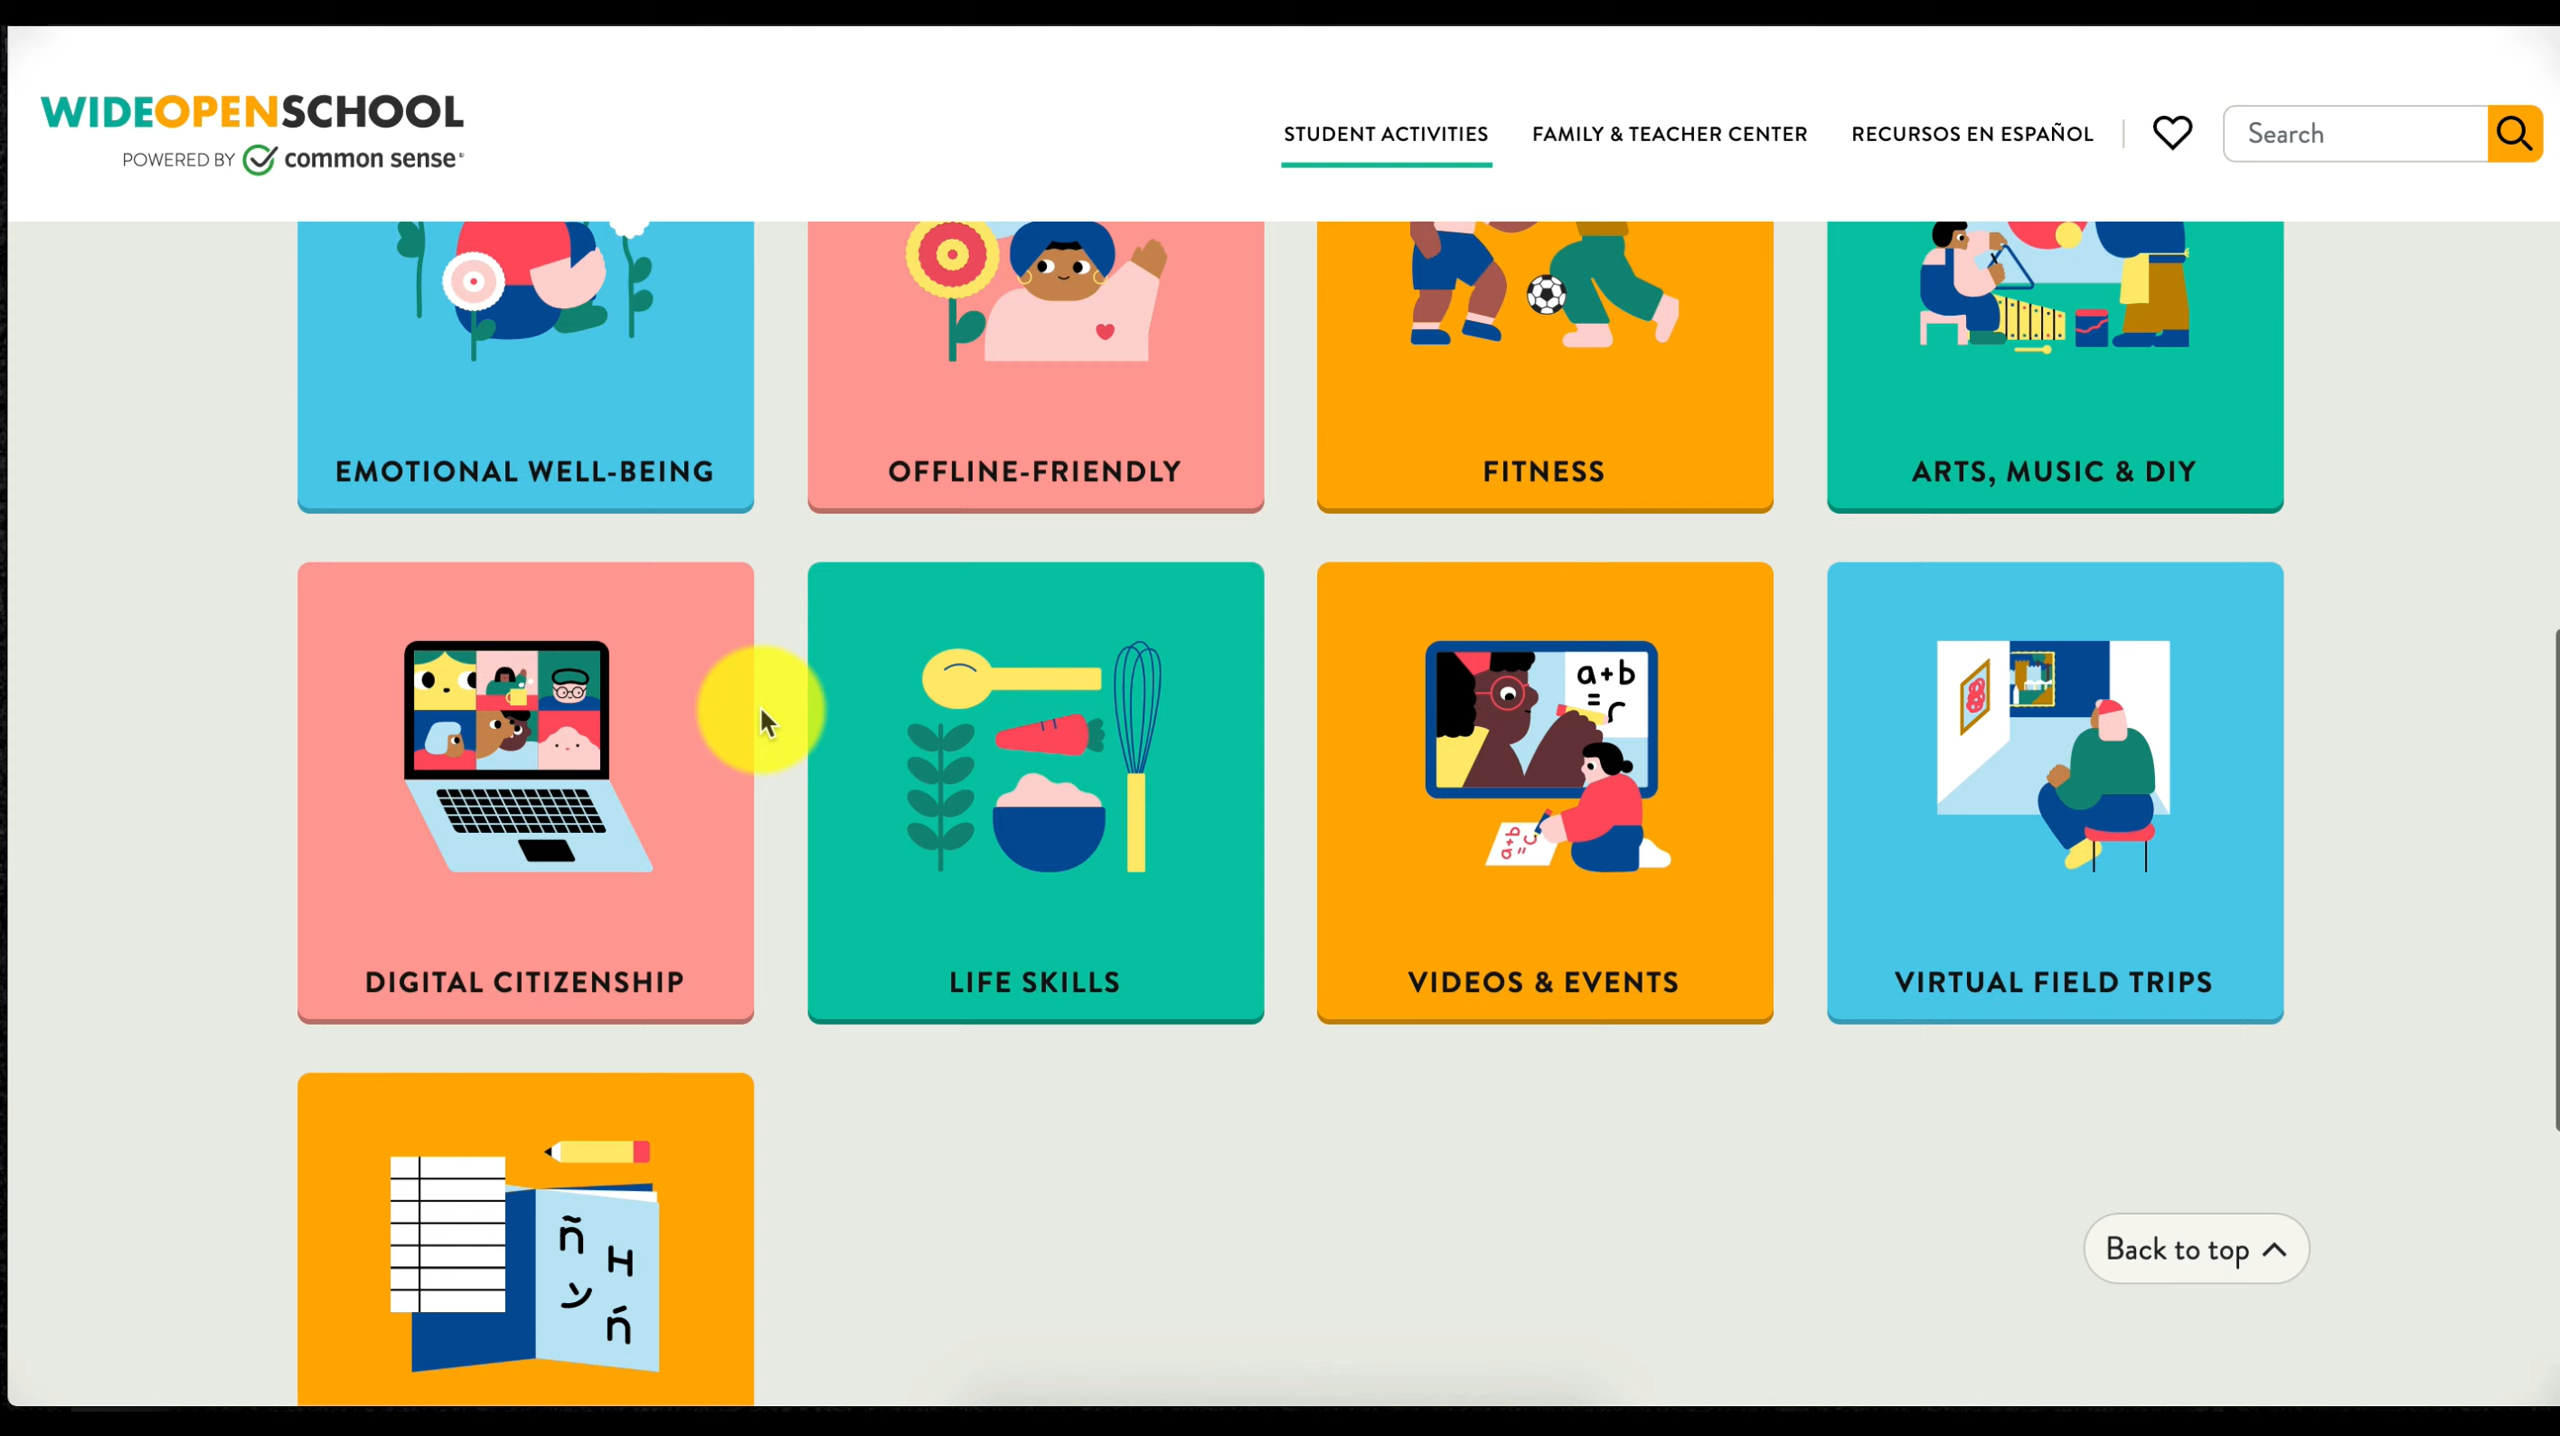 WIDEOPENSCHOOL
POWERED BY common sense
STUDENT ACTIVITIES
FAMILY & TEACHER CENTER
RECURSOS EN ESPAÑOL
Search
EMOTIONAL WELL-BEING
OFFLINE-FRIENDLY
FITNESS
ARTS, MUSIC & DIY
a+b
=
c
a+b
=c
DIGITAL CITIZENSHIP
LIFE SKILLS
VIDEOS & EVENTS
VIRTUAL FIELD TRIPS
ñ
H
ń
Back to top